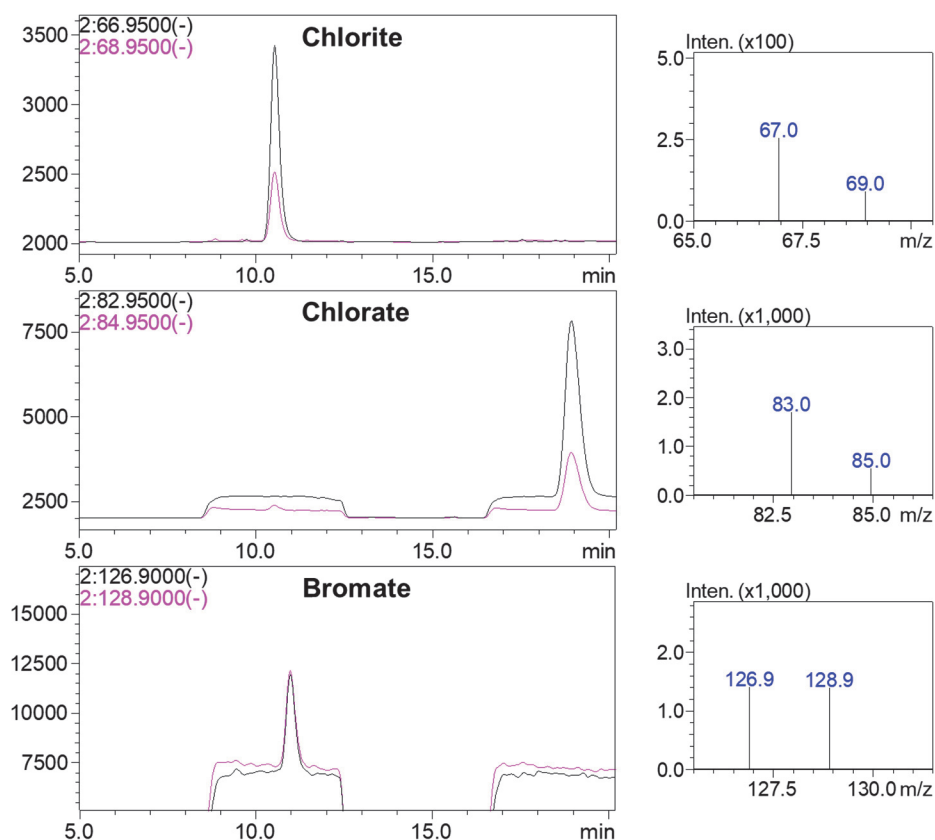 2:66.9500(-)
2:68.9500(-)
Chlorite
3500
3000
2500
2000
5.0 10.0 15.0 min
Inten. (x100)
5.0
2.5
0.0
67.0
69.0
65.0 67.5 m/z
2:82.9500(-)
2:84.9500(-)
Chlorate
7500
5000
2500
5.0 10.0 15.0 min
Inten. (x1,000)
3.0
2.0
1.0
0.0
83.0
85.0
82.5 85.0 m/z
2:126.9000(-)
2:128.9000(-)
Bromate
15000
12500
10000
7500
5.0 10.0 15.0 min
Inten. (x1,000)
2.0
1.0
0.0
126.9 128.9
127.5 130.0 m/z